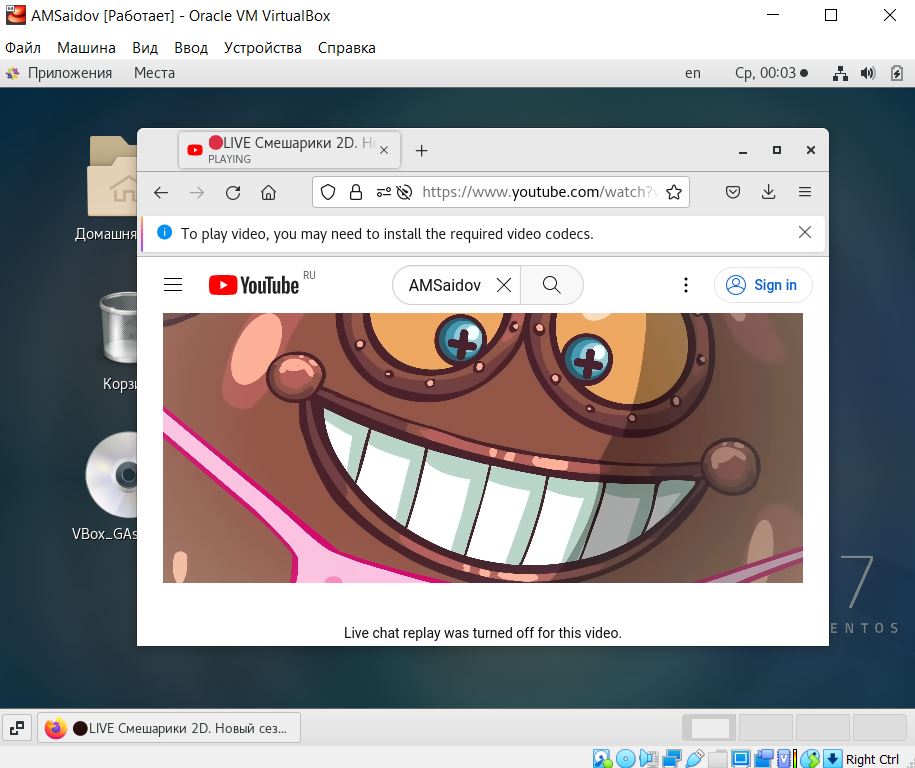 AMSaidov [Работает] - Oracle VM VirtualBox
Файл Машина Вид Ввод Устройства Справка
Приложения Места en Ср, 00:03
LIVE Смешарики 2D. Но
PLAYING
https://www.youtube.com/watch?v
To play video, you may need to install the required video codecs.
YouTube RU AMSaidov Sign in
Домашня
Корзи
VBox_GAs
7
ENTOS
Live chat replay was turned off for this video.
LIVE Смешарики 2D. Новый сез...
Right Ctrl